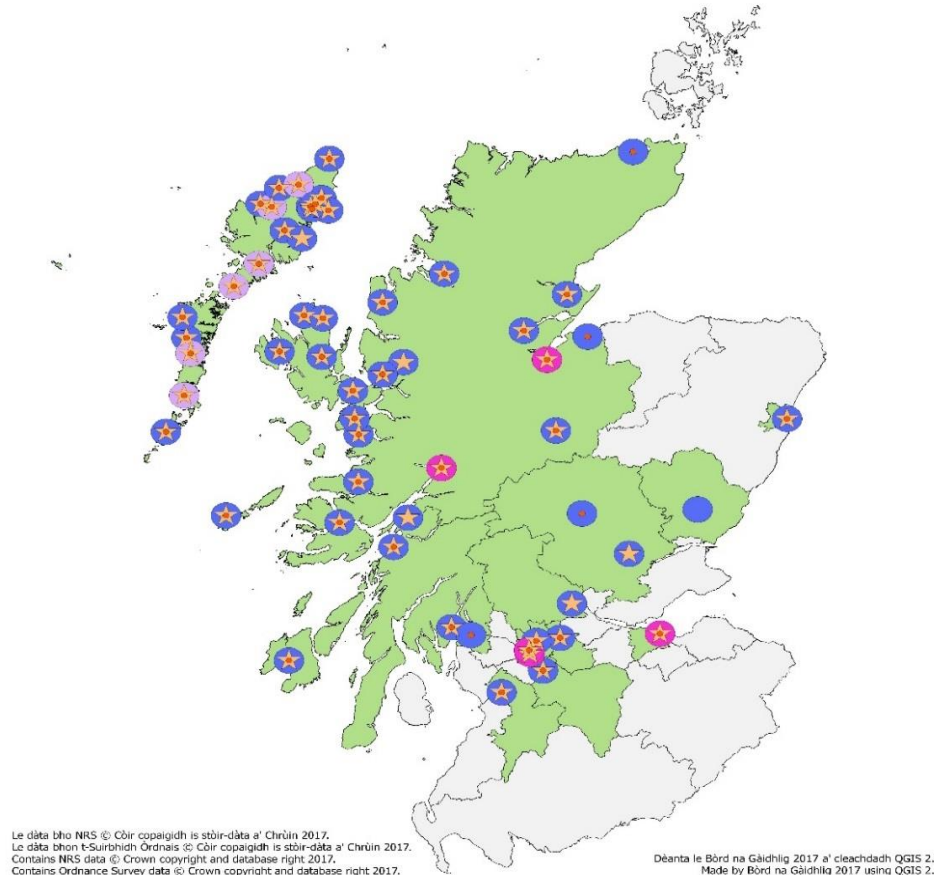 Le dàta bho NRS © Còir copaigidh is stòir-dàta a' Chrùin 2017.
Le dàta bhon t-Suirbhidh Òrdnais © Còir copaigidh is stòir-dàta a' Chrùin 2017.
Contains NRS data © Crown copyright and database right 2017.
Contains Ordnance Survey data © Crown copyright and database right 2017.
Dèanta le Bòrd na Gàidhlig 2017 a' cleachdadh QGIS 2.
Made by Bòrd na Gàidhlig 2017 using QGIS 2.